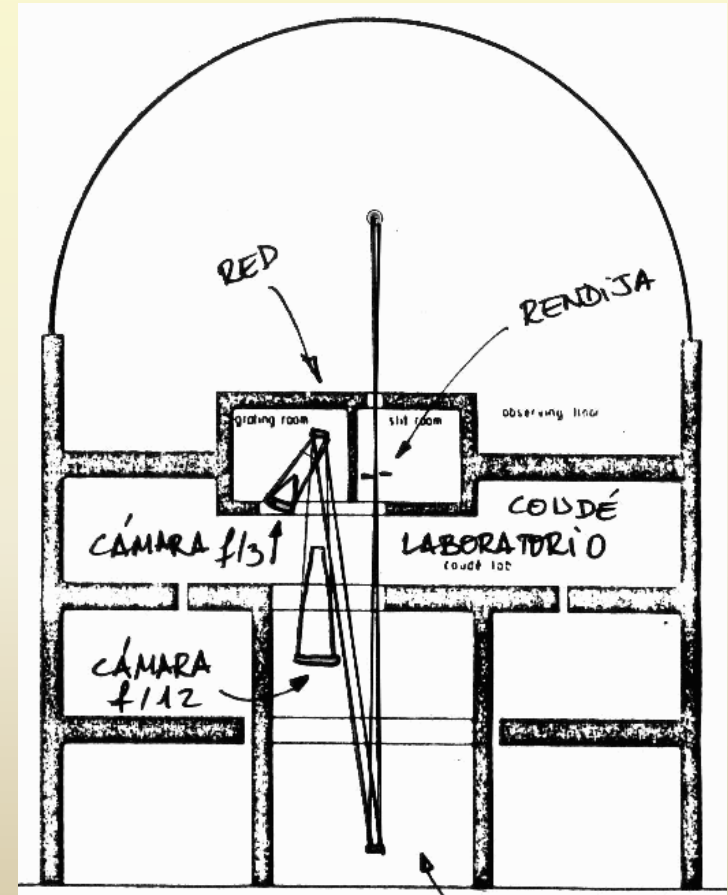 RED
RENDIJA
grating room
slit room
observing floor
CÁMARA f/3
COUDÉ
LABORATORIO
coudé lab
CÁMARA
f/12